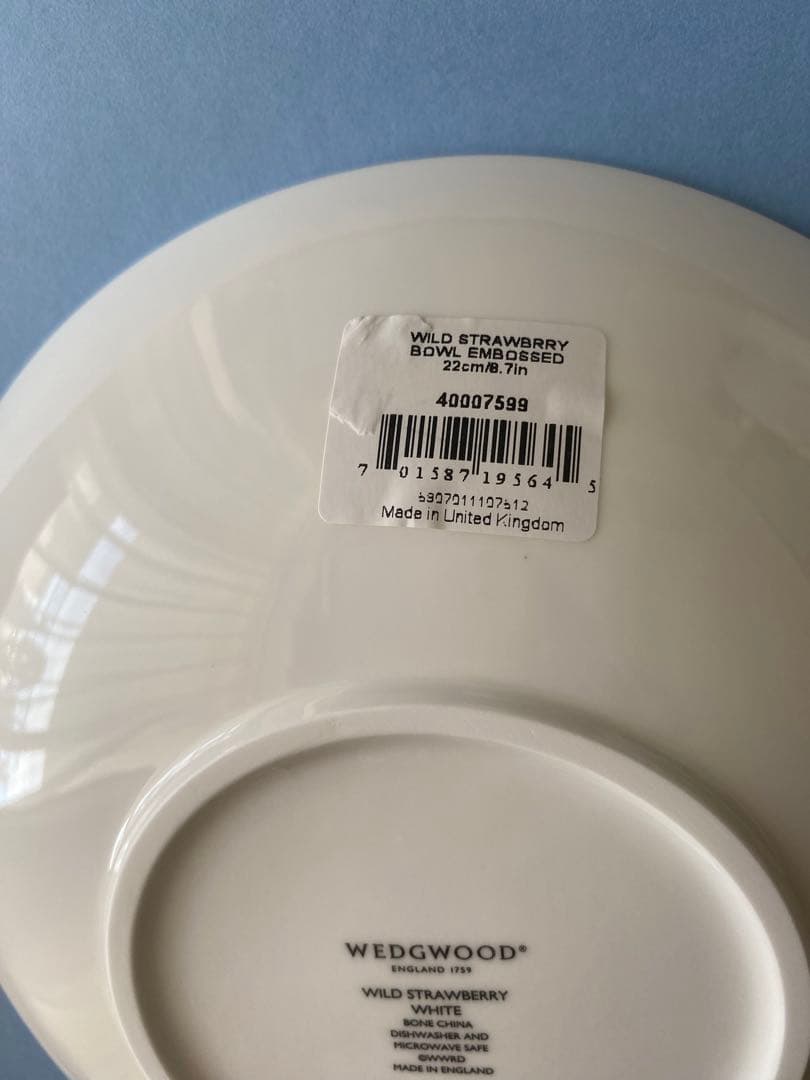 WILD STRAWBRRY
BOWL EMBOSSED
22cm/8.7in
40007599
7 01587 19564 5
Made in United Kingdom
WEDGWOOD®
ENGLAND 1759
WILD STRAWBERRY
WHITE
BONE CHINA
DISHWASHER AND
MICROWAVE SAFE
©WWRD
MADE IN ENGLAND